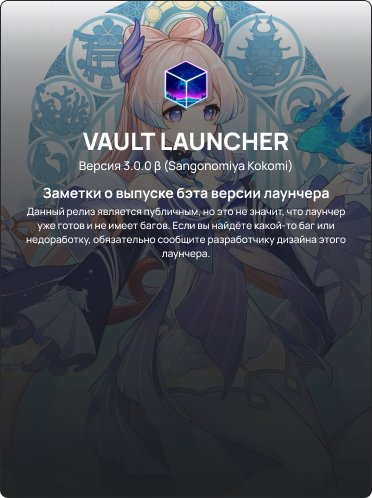 VAULT LAUNCHER
Версия 3.0.0 β (Sangonomiya Kokomi)
Заметки о выпуске бэта версии лаунчера
Данный релиз является публичным, но это не значит, что лаунчер
уже готов и не имеет багов. Если вы найдёте какой-то баг или
недоработку, обязательно сообщите разработчику дизайна этого
лаунчера.